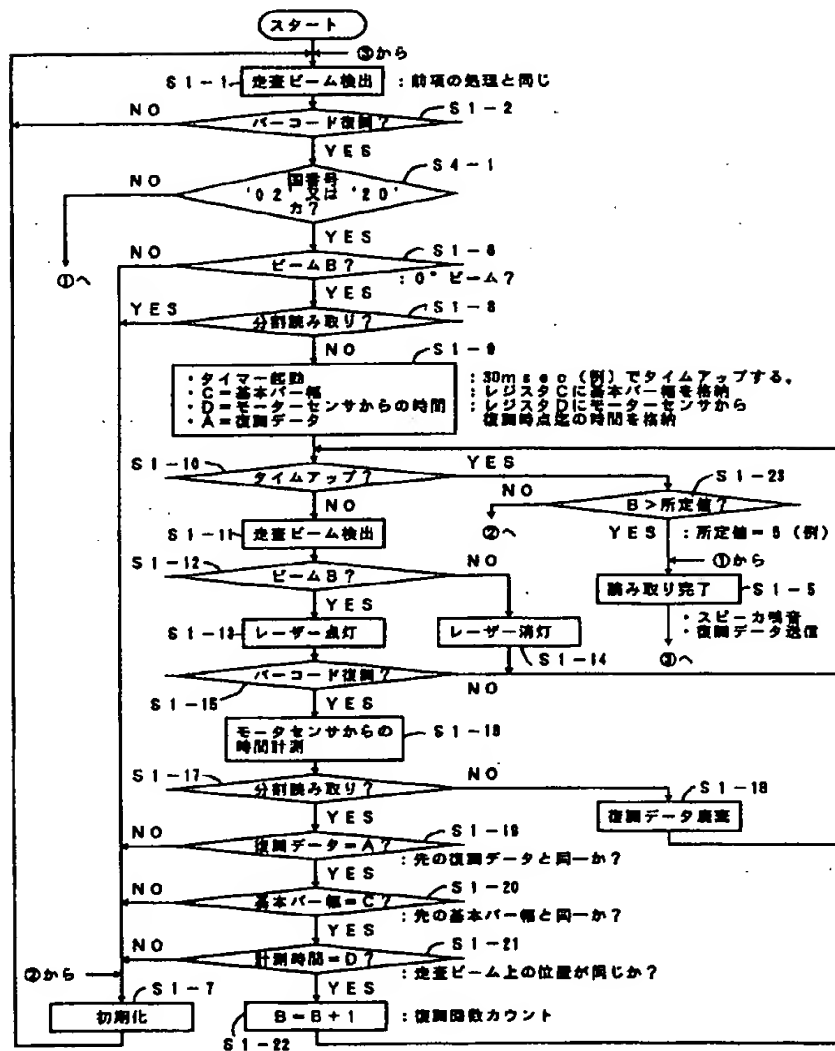 スタート
③から
S1-1 走査ビーム検出 :前項の処理と同じ
NO S1-2
バーコード復調?
YES
NO S4-1
国番号
'02'又は'20'
カ?
YES
①へ
NO S1-6
ビームB?
:0°ビーム?
YES
YES S1-8
分割読み取り?
NO S1-9
・タイマー起動 :30msec(例)でタイムアップする。
・C=基本バー幅 :レジスタCに基本バー幅を格納
・D=モーターセンサからの時間 :レジスタDにモーターセンサから
・A=復調データ 復調時点迄の時間を格納
S1-10 YES
タイムアップ? S1-23
NO NO B>所定値?
②へ YES :所定値=5(例)
S1-11 走査ビーム検出
①から
S1-12 NO
ビームB? 読み取り完了 S1-5
YES ・スピーカ鳴音
・復調データ送信
S1-13 レーザー点灯 レーザー消灯
③へ
S1-14
バーコード復調? NO
S1-15 YES
モータセンサからの
時間計測
S1-16
S1-17 NO
分割読み取り? S1-18
YES 復調データ廃棄
NO S1-19
復調データ=A?
:先の復調データと同一か?
YES
NO S1-20
基本バー幅=C?
:先の基本バー幅と同一か?
YES
NO S1-21
計測時間=D?
:走査ビーム上の位置が同じか?
②から
YES
S1-7
初期化 B=B+1 :復調回数カウント
S1-22